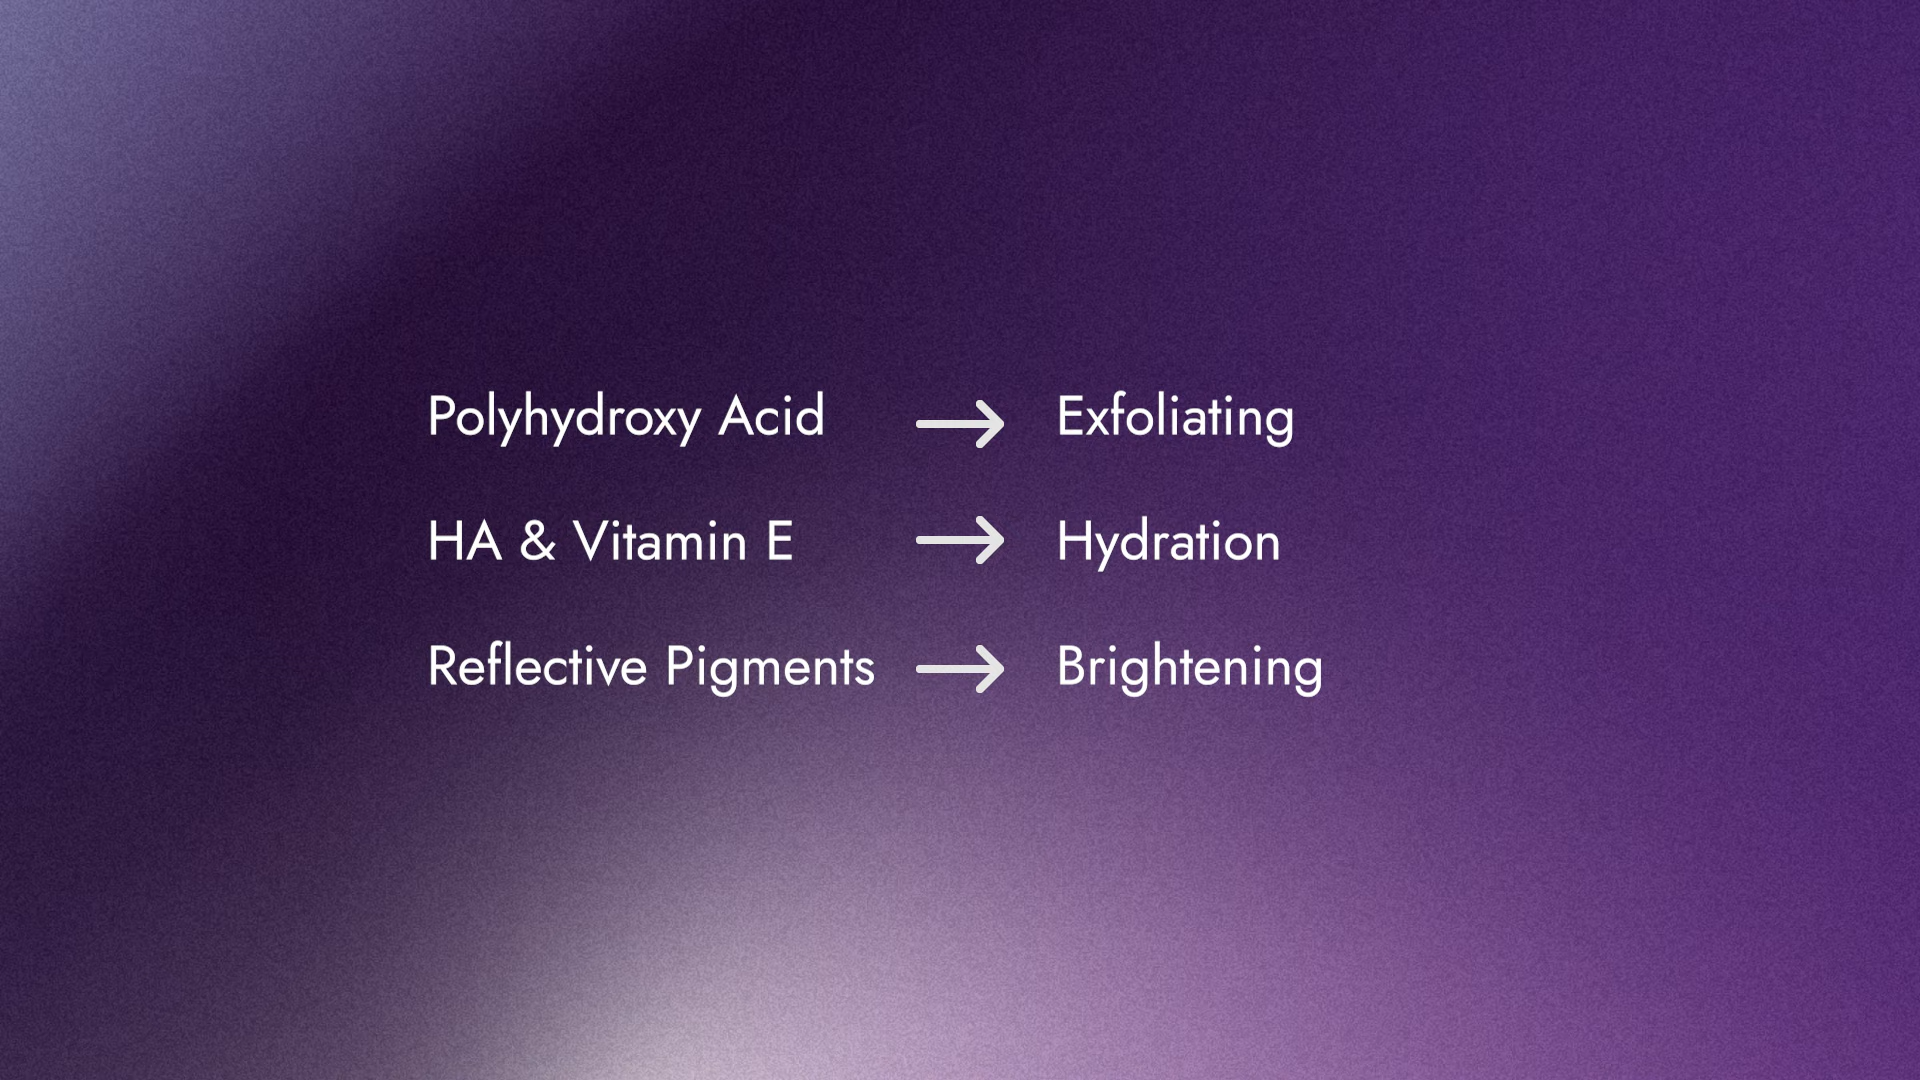 Polyhydroxy Acid → Exfoliating
HA & Vitamin E → Hydration
Reflective Pigments → Brightening